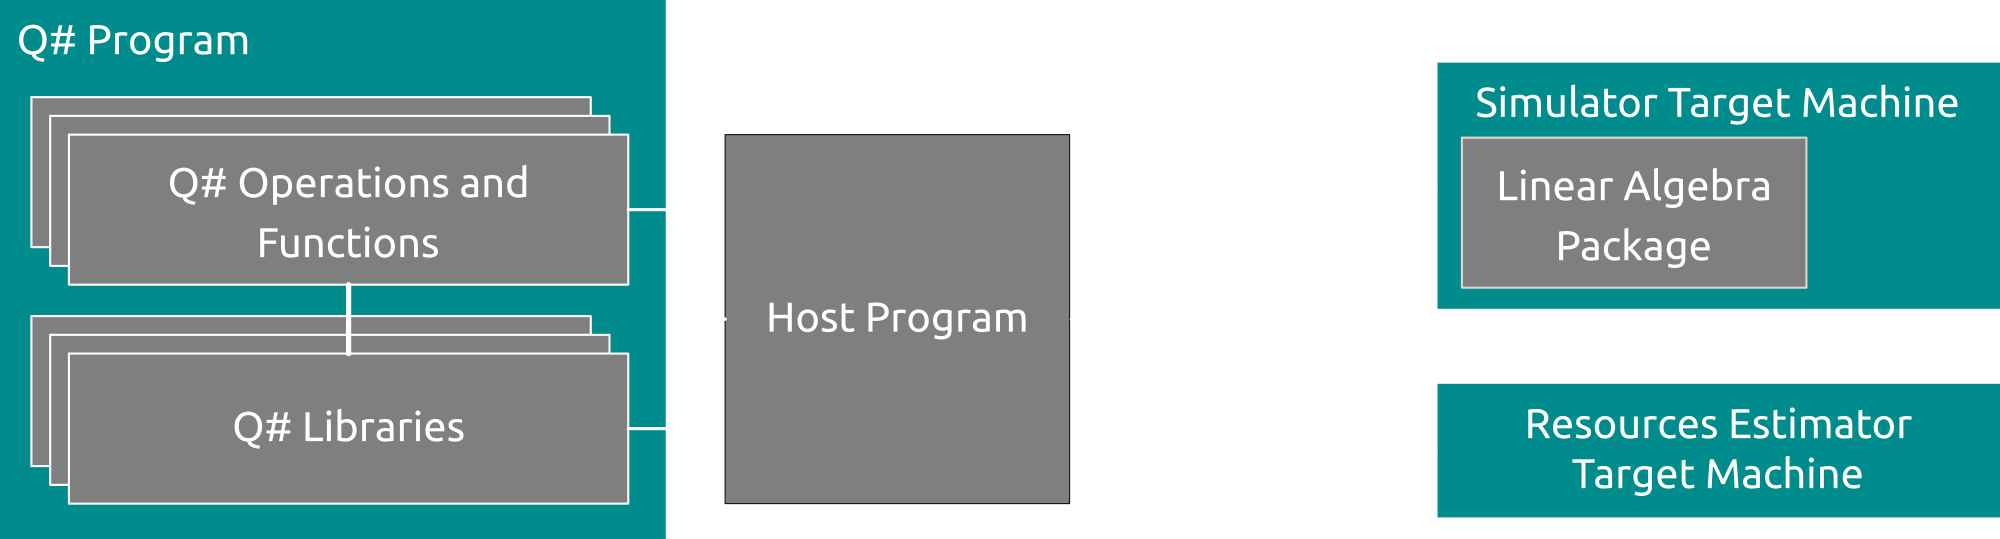 Q# Program
Q# Operations and
Functions
Q# Libraries
Host Program
Simulator Target Machine
Linear Algebra
Package
Resources Estimator
Target Machine